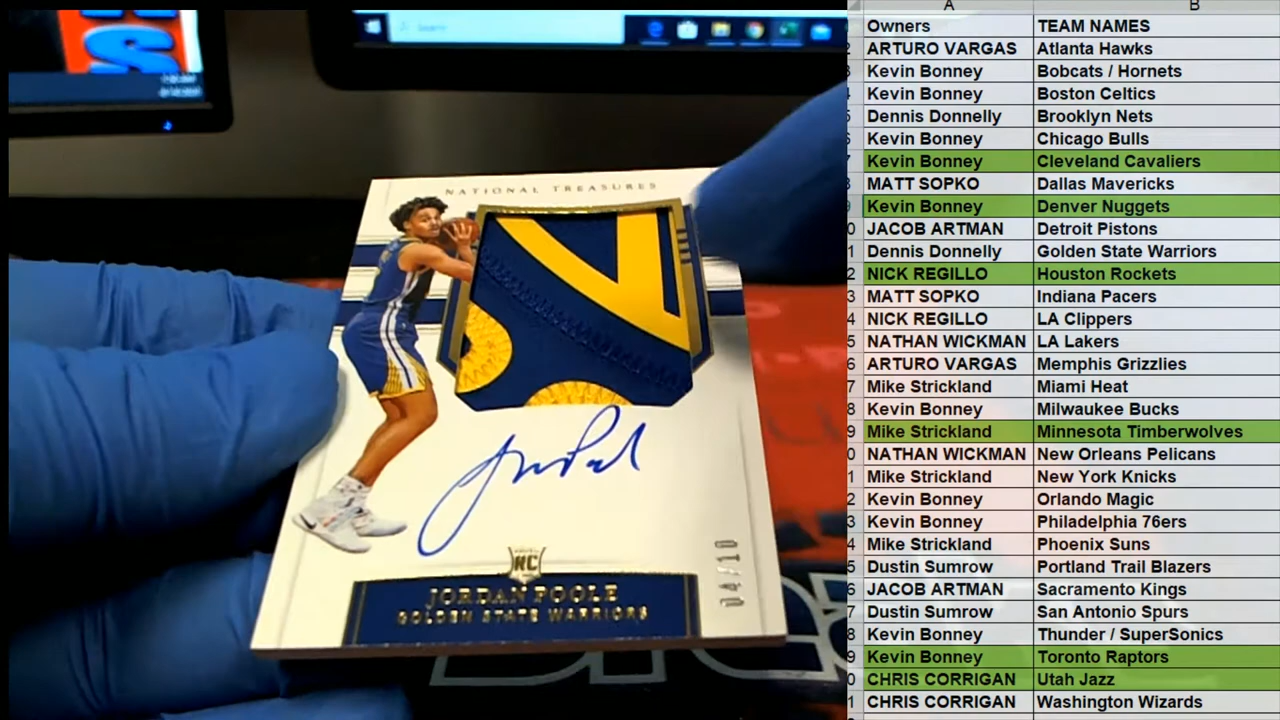 Search
NATIONAL TREASURES
Jordan Poole
RC
JORDAN POOLE
GOLDEN STATE WARRIORS
04/10
A B
Owners TEAM NAMES
ARTURO VARGAS Atlanta Hawks
Kevin Bonney Bobcats / Hornets
Kevin Bonney Boston Celtics
Dennis Donnelly Brooklyn Nets
Kevin Bonney Chicago Bulls
Kevin Bonney Cleveland Cavaliers
MATT SOPKO Dallas Mavericks
Kevin Bonney Denver Nuggets
JACOB ARTMAN Detroit Pistons
Dennis Donnelly Golden State Warriors
NICK REGILLO Houston Rockets
MATT SOPKO Indiana Pacers
NICK REGILLO LA Clippers
NATHAN WICKMAN LA Lakers
ARTURO VARGAS Memphis Grizzlies
Mike Strickland Miami Heat
Kevin Bonney Milwaukee Bucks
Mike Strickland Minnesota Timberwolves
NATHAN WICKMAN New Orleans Pelicans
Mike Strickland New York Knicks
Kevin Bonney Orlando Magic
Kevin Bonney Philadelphia 76ers
Mike Strickland Phoenix Suns
Dustin Sumrow Portland Trail Blazers
JACOB ARTMAN Sacramento Kings
Dustin Sumrow San Antonio Spurs
Kevin Bonney Thunder / SuperSonics
Kevin Bonney Toronto Raptors
CHRIS CORRIGAN Utah Jazz
CHRIS CORRIGAN Washington Wizards